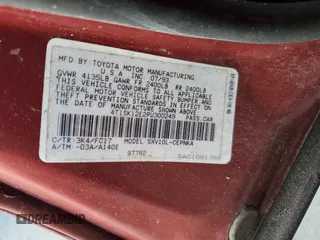 MFD. BY TOYOTA MOTOR MANUFACTURING
U S A INC 07/93
GVWR 4135LB GAWR FR 2400LB RR 2400LB
THIS VEHICLE CONFORMS TO ALL APPLICABLE
FEDERAL MOTOR VEHICLE SAFETY, BUMPER, AND
THEFT PREVENTION STANDARDS IN EFFECT ON
THE DATE OF MANUFACTURE SHOWN ABOVE.
4T1SK12E2PU300249 PASS.CAR
C/TR 3K4/FC17 MODEL SXV10L-CEPNKA
A/TM -03A/A140E
97702
DREAMBID